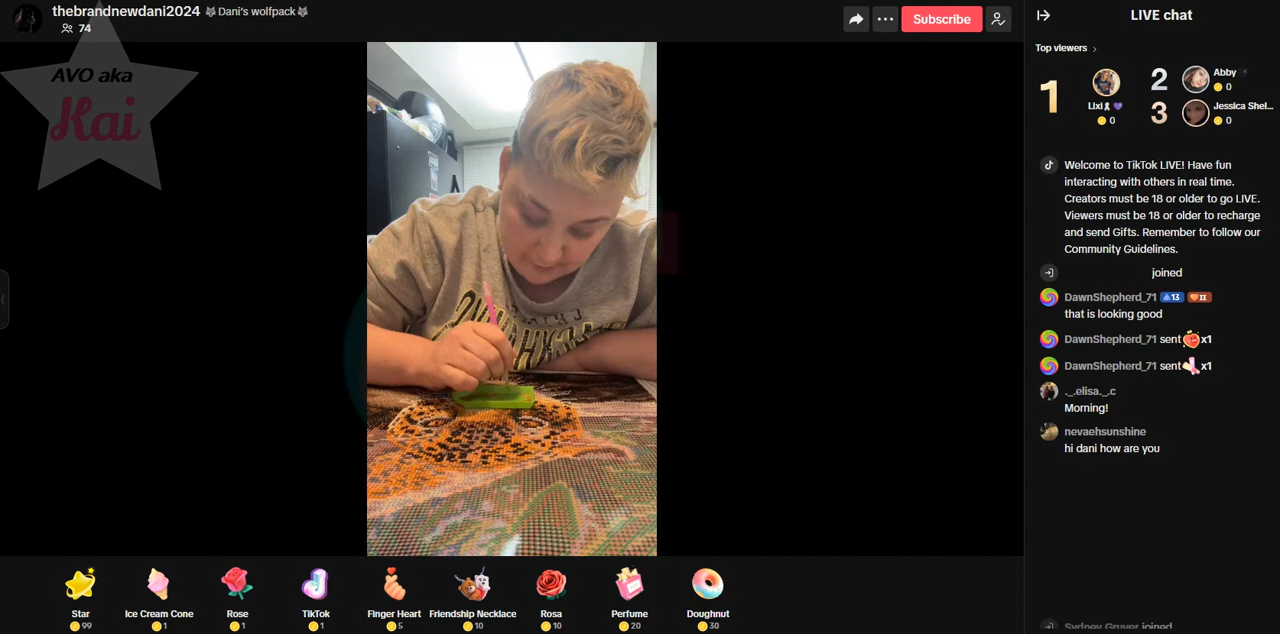 thebrandnewdani2024 🐺Dani's wolfpack🐺
74
Subscribe
AVO aka
Kai
LIVE chat
Top viewers
1
Lixi🎗💜
0
2
Abby
0
3
Jessica Shel...
0
Welcome to TikTok LIVE! Have fun
interacting with others in real time.
Creators must be 18 or older to go LIVE.
Viewers must be 18 or older to recharge
and send Gifts. Remember to follow our
Community Guidelines.
joined
DawnShepherd_71 13 II
that is looking good
DawnShepherd_71 sent x1
DawnShepherd_71 sent x1
._.elisa._.c
Morning!
nevaehsunshine
hi dani how are you
Sydney Gruver joined
Star
99
Ice Cream Cone
1
Rose
1
TikTok
1
Finger Heart
5
Friendship Necklace
10
Rosa
10
Perfume
20
Doughnut
30